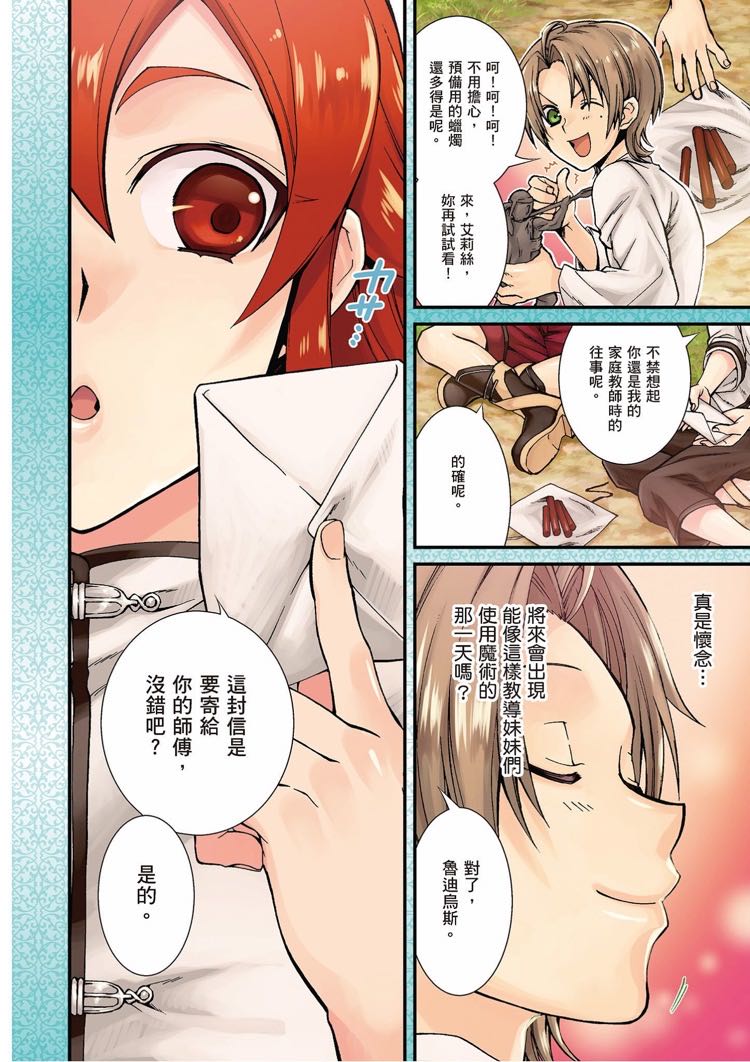 呵！呵！呵！
不用擔心，
預備用的蠟燭
還多得是呢。
來，艾莉絲，
妳再試試看！
不禁想起
你還是我的
家庭教師時的
往事呢。
的確呢。
真是懷念…
將來會出現
能像這樣教導妹妹們
使用魔術的
那一天嗎？
對了，
魯迪烏斯。
カサ…
這封信是
要寄給
你的師傅，
沒錯吧？
是的。